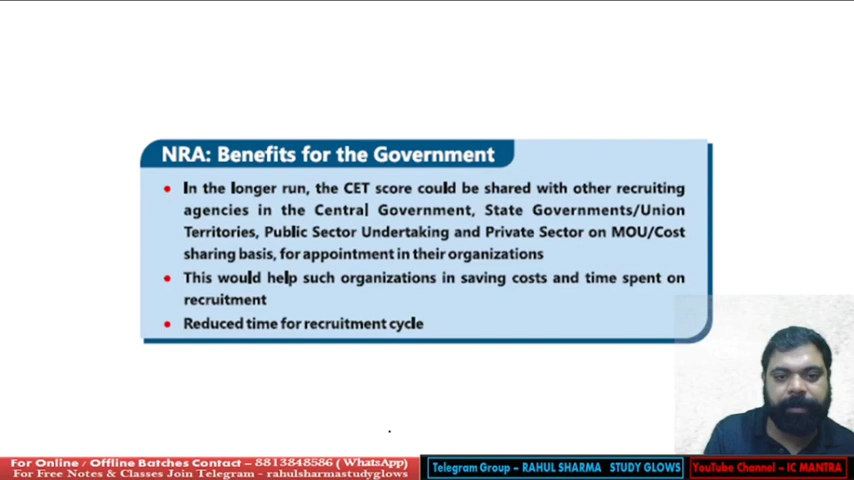 NRA: Benefits for the Government
• In the longer run, the CET score could be shared with other recruiting
agencies in the Central Government, State Governments/Union
Territories, Public Sector Undertaking and Private Sector on MOU/Cost
sharing basis, for appointment in their organizations
• This would help such organizations in saving costs and time spent on
recruitment
• Reduced time for recruitment cycle
For Online / Offline Batches Contact – 8813848586 ( WhatsApp)
For Free Notes & Classes Join Telegram - rahulsharmastudyglows
Telegram Group – RAHUL SHARMA STUDY GLOWS
YouTube Channel – IC MANTRA